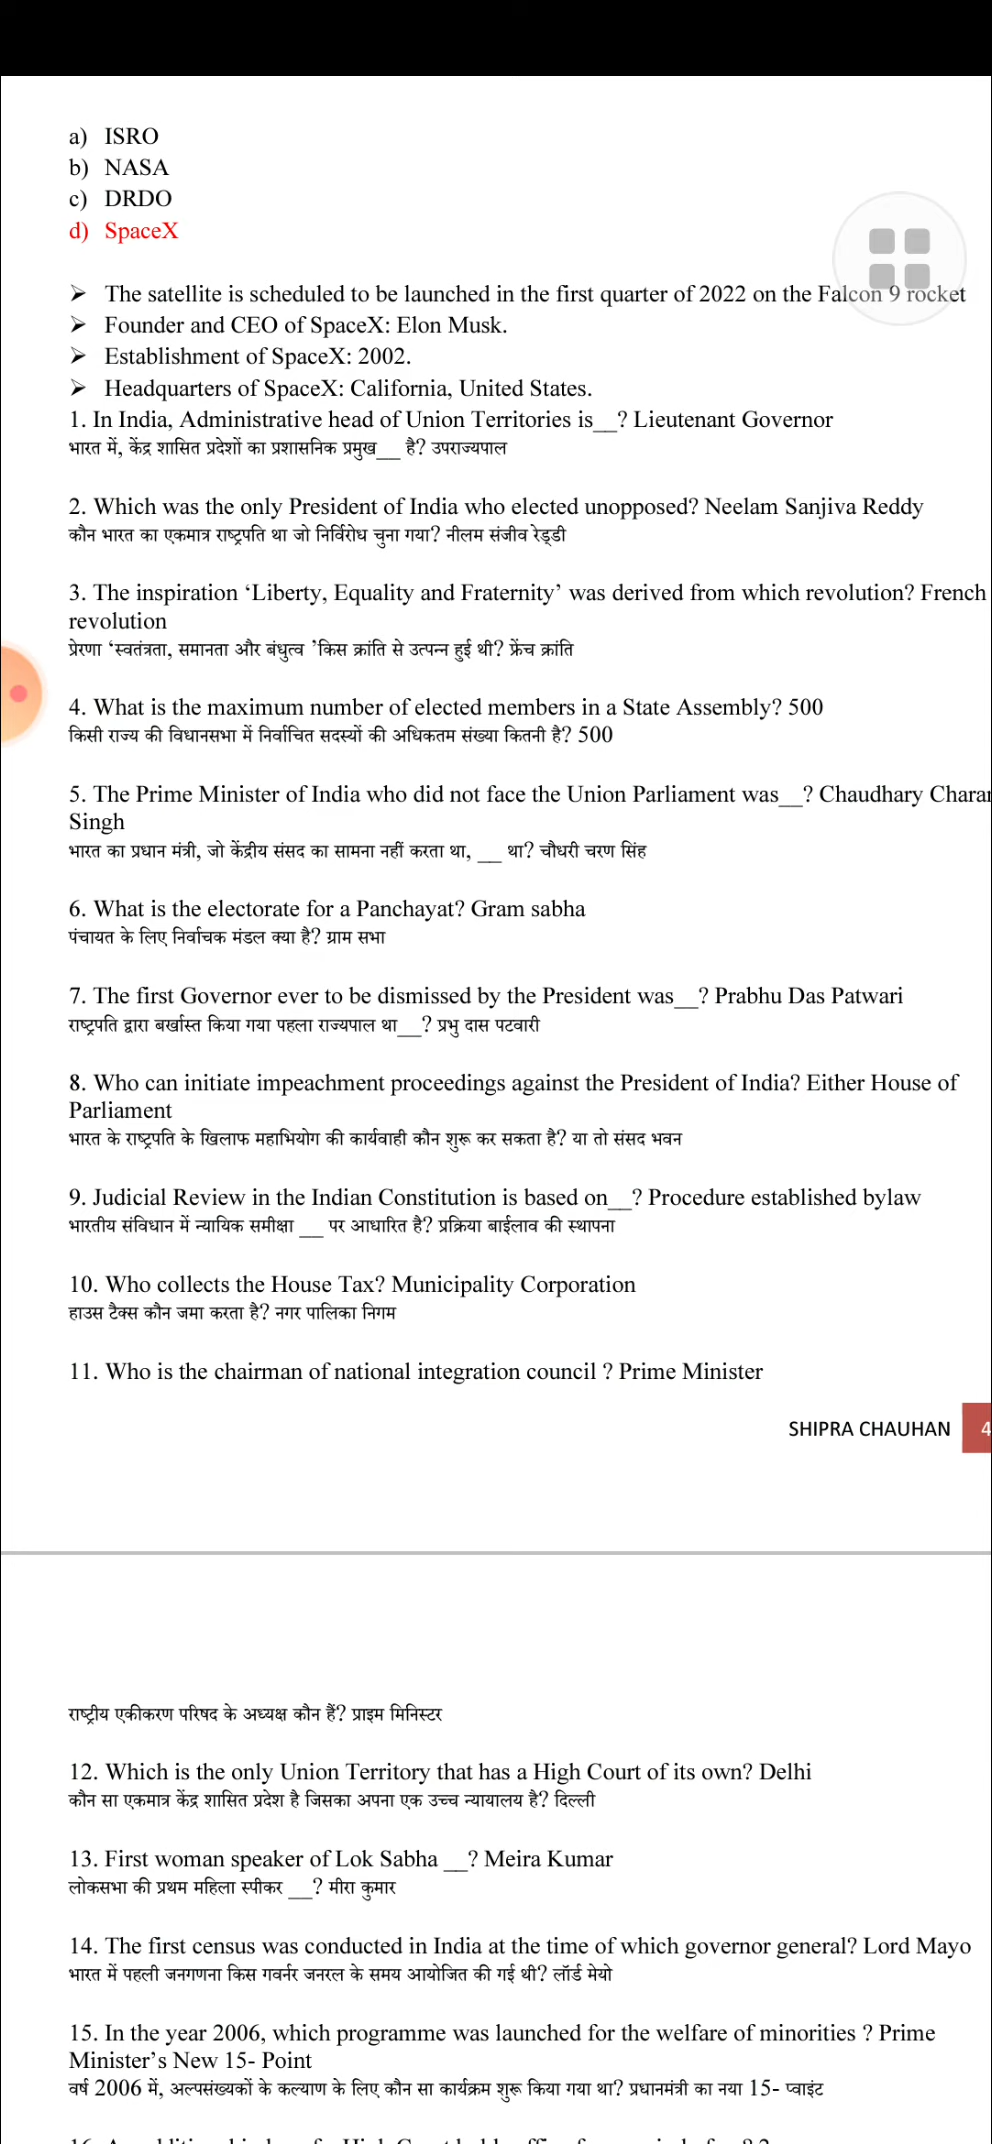 a) ISRO
b) NASA
c) DRDO
d) SpaceX
➢ The satellite is scheduled to be launched in the first quarter of 2022 on the Falcon 9 rocket
➢ Founder and CEO of SpaceX: Elon Musk.
➢ Establishment of SpaceX: 2002.
➢ Headquarters of SpaceX: California, United States.
1. In India, Administrative head of Union Territories is__? Lieutenant Governor
भारत में, केंद्र शासित प्रदेशों का प्रशासनिक प्रमुख__ है? उपराज्यपाल
2. Which was the only President of India who elected unopposed? Neelam Sanjiva Reddy
कौन भारत का एकमात्र राष्ट्रपति था जो निर्विरोध चुना गया? नीलम संजीव रेड्डी
3. The inspiration ‘Liberty, Equality and Fraternity’ was derived from which revolution? French
revolution
प्रेरणा ‘स्वतंत्रता, समानता और बंधुत्व ’किस क्रांति से उत्पन्न हुई थी? फ्रेंच क्रांति
4. What is the maximum number of elected members in a State Assembly? 500
किसी राज्य की विधानसभा में निर्वाचित सदस्यों की अधिकतम संख्या कितनी है? 500
5. The Prime Minister of India who did not face the Union Parliament was__? Chaudhary
Singh
भारत का प्रधान मंत्री, जो केंद्रीय संसद का सामना नहीं करता था, __ था? चौधरी चरण सिंह
6. What is the electorate for a Panchayat? Gram sabha
पंचायत के लिए निर्वाचक मंडल क्या है? ग्राम सभा
7. The first Governor ever to be dismissed by the President was__? Prabhu Das Patwari
राष्ट्रपति द्वारा बर्खास्त किया गया पहला राज्यपाल था__? प्रभु दास पटवारी
8. Who can initiate impeachment proceedings against the President of India? Either House of
Parliament
भारत के राष्ट्रपति के खिलाफ महाभियोग की कार्यवाही कौन शुरू कर सकता है? या तो संसद भवन
9. Judicial Review in the Indian Constitution is based on__? Procedure established bylaw
भारतीय संविधान में न्यायिक समीक्षा __ पर आधारित है? प्रक्रिया बाईलाव की स्थापना
10. Who collects the House Tax? Municipality Corporation
हाउस टैक्स कौन जमा करता है? नगर पालिका निगम
11. Who is the chairman of national integration council ? Prime Minister
SHIPRA CHAUHAN 4
राष्ट्रीय एकीकरण परिषद के अध्यक्ष कौन हैं? प्राइम मिनिस्टर
12. Which is the only Union Territory that has a High Court of its own? Delhi
कौन सा एकमात्र केंद्र शासित प्रदेश है जिसका अपना एक उच्च न्यायालय है? दिल्ली
13. First woman speaker of Lok Sabha __? Meira Kumar
लोकसभा की प्रथम महिला स्पीकर __? मीरा कुमार
14. The first census was conducted in India at the time of which governor general? Lord Mayo
भारत में पहली जनगणना किस गवर्नर जनरल के समय आयोजित की गई थी? लॉर्ड मेयो
15. In the year 2006, which programme was launched for the welfare of minorities ? Prime
Minister’s New 15- Point
वर्ष 2006 में, अल्पसंख्यकों के कल्याण के लिए कौन सा कार्यक्रम शुरू किया गया था? प्रधानमंत्री का नया 15- प्वाइंट